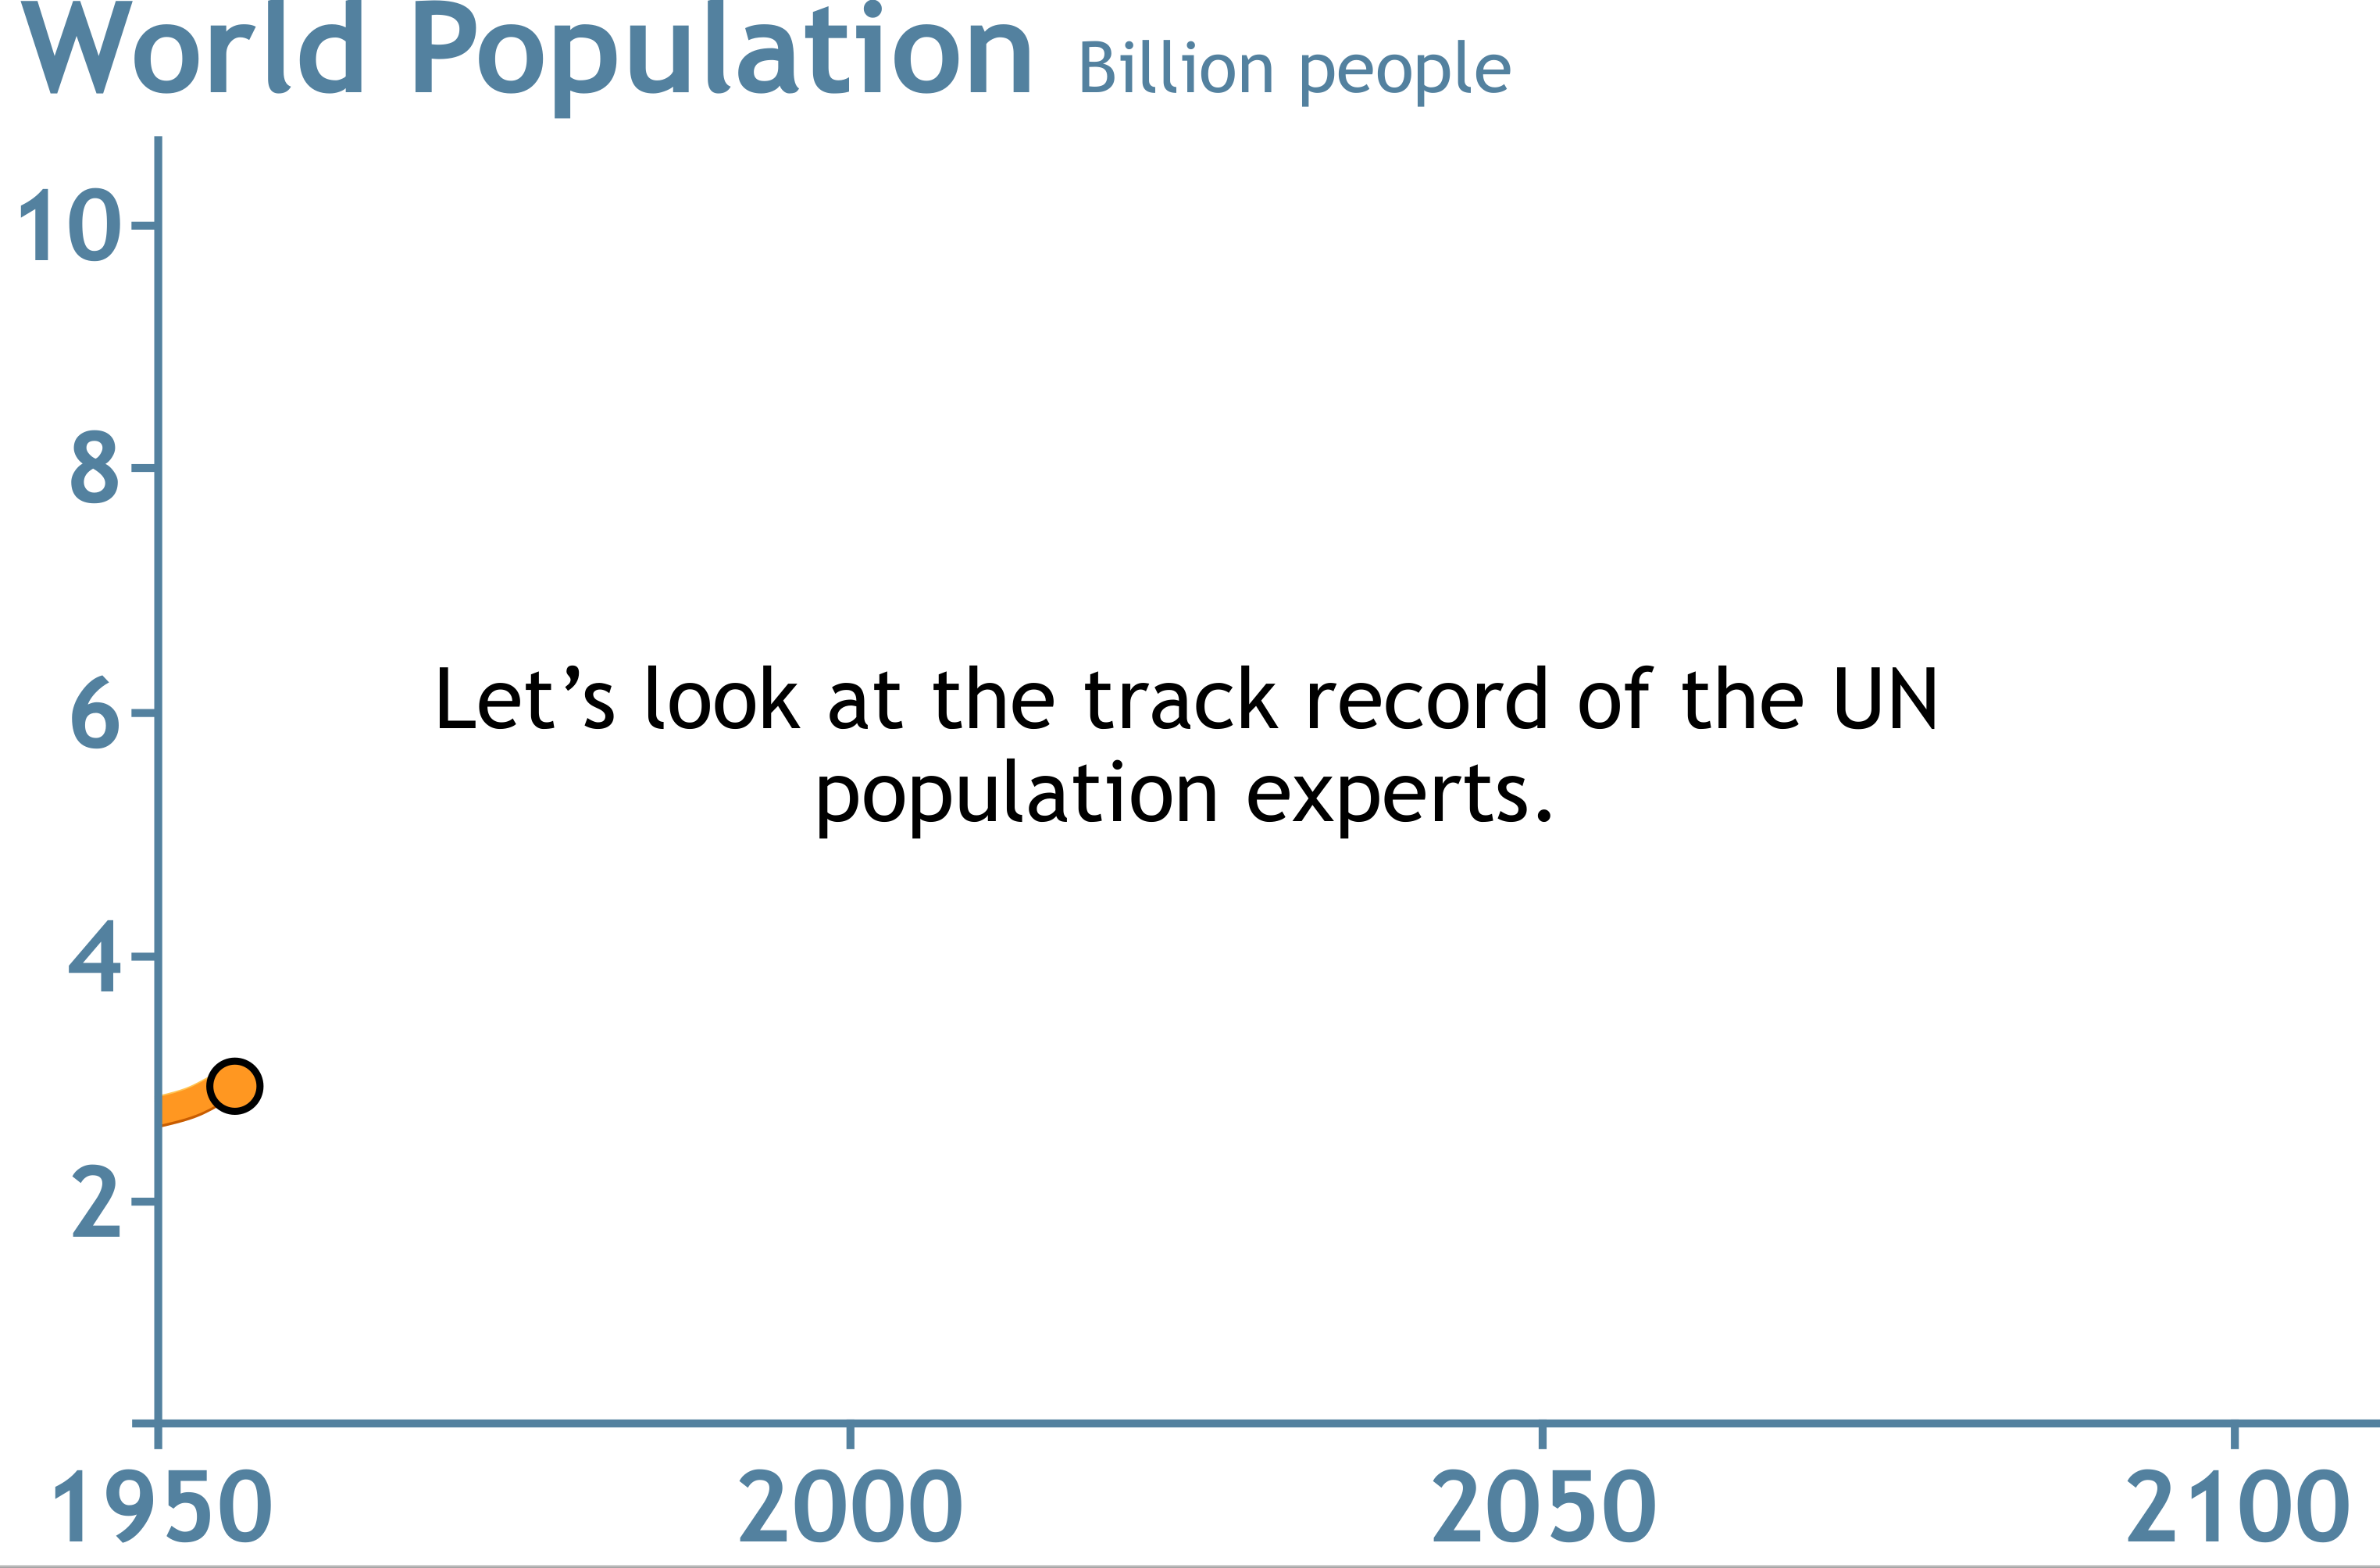 World Population Billion people
10
8
6
Let’s look at the track record of the UN
population experts.
4
2
1950 2000 2050 2100